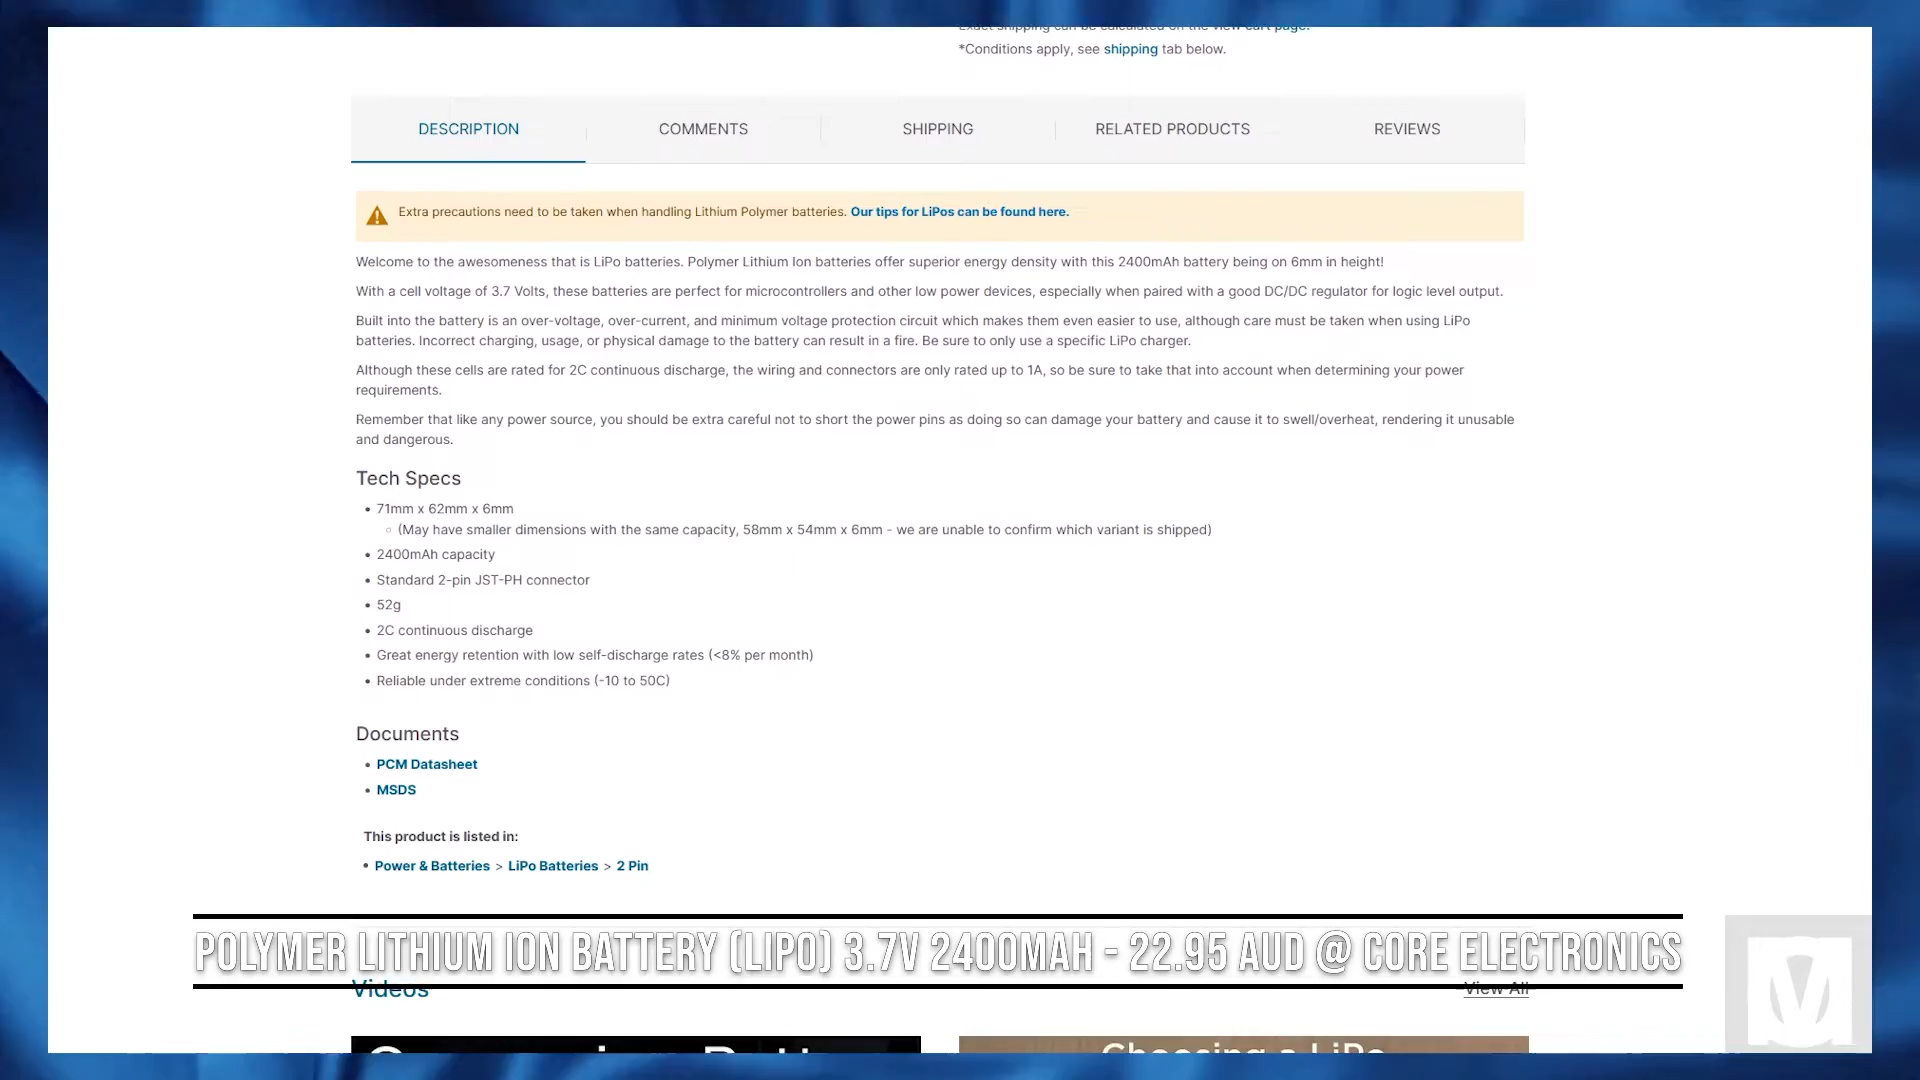 Exact shipping can be calculated on the view cart page.
*Conditions apply, see shipping tab below.
DESCRIPTION
COMMENTS
SHIPPING
RELATED PRODUCTS
REVIEWS
Extra precautions need to be taken when handling Lithium Polymer batteries. Our tips for LiPos can be found here.
Welcome to the awesomeness that is LiPo batteries. Polymer Lithium Ion batteries offer superior energy density with this 2400mAh battery being on 6mm in height!
With a cell voltage of 3.7 Volts, these batteries are perfect for microcontrollers and other low power devices, especially when paired with a good DC/DC regulator for logic level output.
Built into the battery is an over-voltage, over-current, and minimum voltage protection circuit which makes them even easier to use, although care must be taken when using LiPo
batteries. Incorrect charging, usage, or physical damage to the battery can result in a fire. Be sure to only use a specific LiPo charger.
Although these cells are rated for 2C continuous discharge, the wiring and connectors are only rated up to 1A, so be sure to take that into account when determining your power
requirements.
Remember that like any power source, you should be extra careful not to short the power pins as doing so can damage your battery and cause it to swell/overheat, rendering it unusable
and dangerous.
Tech Specs
• 71mm x 62mm x 6mm
◦ (May have smaller dimensions with the same capacity, 58mm x 54mm x 6mm - we are unable to confirm which variant is shipped)
• 2400mAh capacity
• Standard 2-pin JST-PH connector
• 52g
• 2C continuous discharge
• Great energy retention with low self-discharge rates (<8% per month)
• Reliable under extreme conditions (-10 to 50C)
Documents
• PCM Datasheet
• MSDS
This product is listed in:
• Power & Batteries > LiPo Batteries > 2 Pin
POLYMER LITHIUM ION BATTERY (LIPO) 3.7V 2400MAH - 22.95 AUD @ CORE ELECTRONICS
Videos
View All
Choosing a LiPo